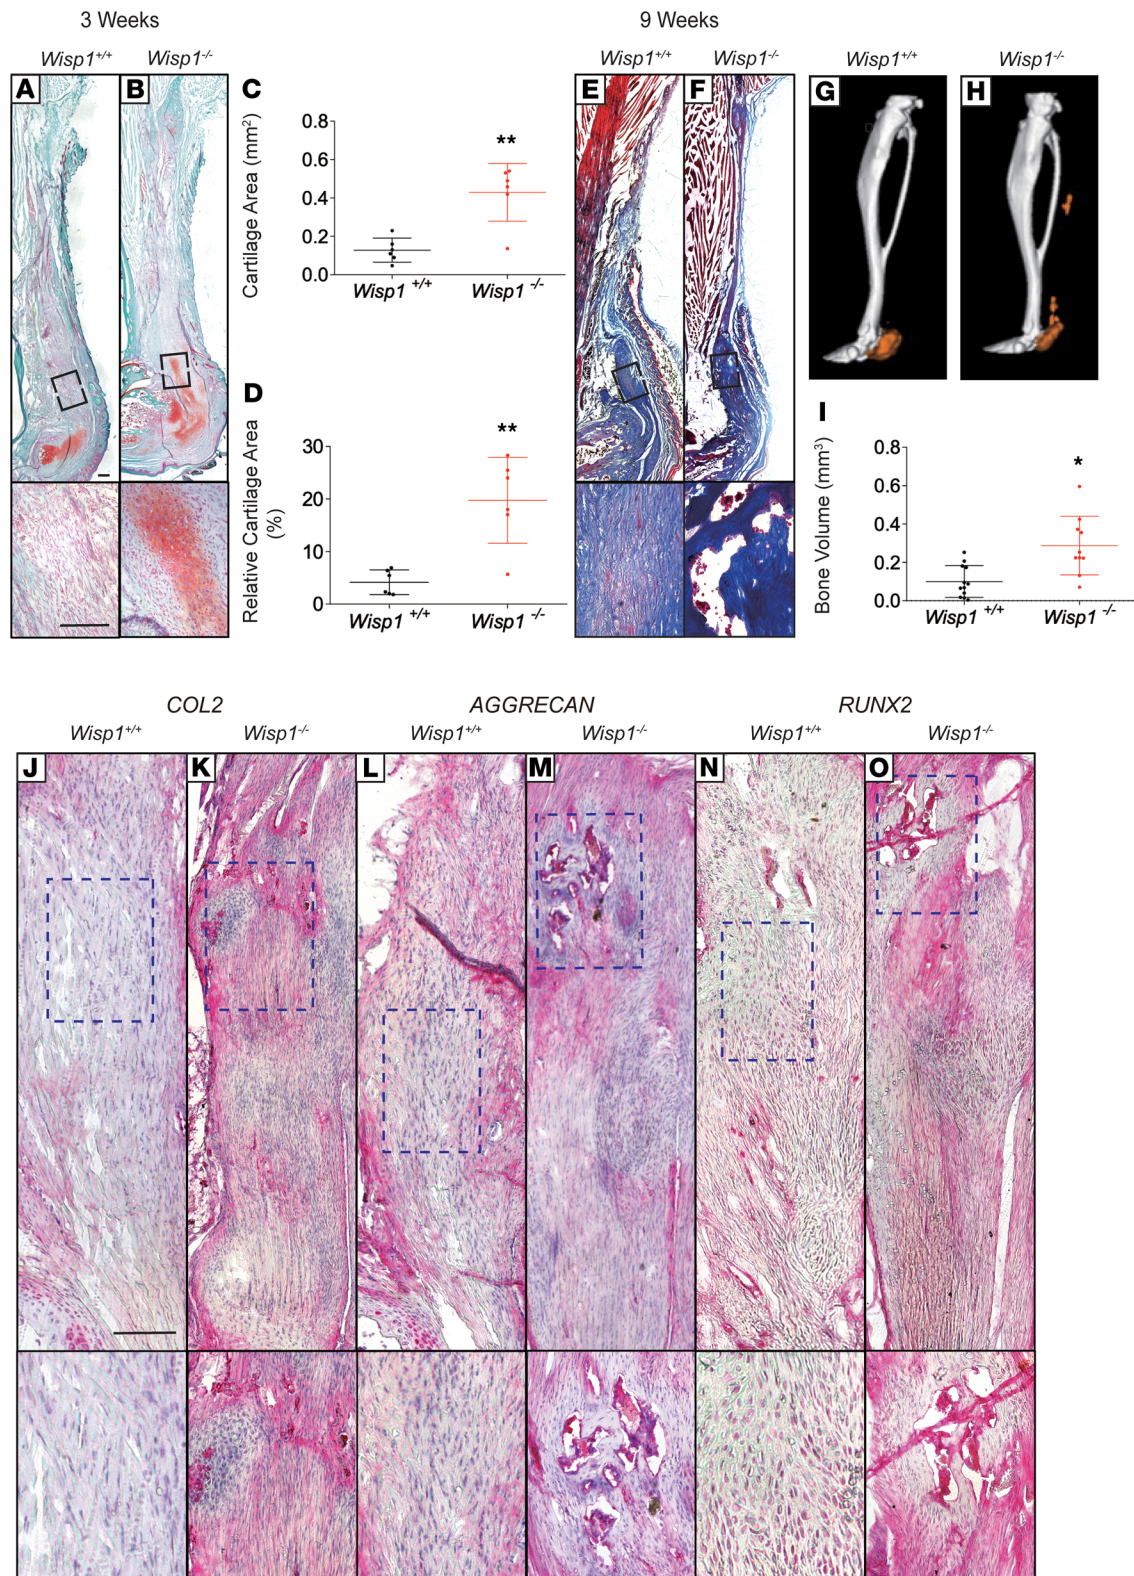 3 Weeks
9 Weeks
Wisp1+/+
Wisp1-/-
Wisp1+/+
Wisp1-/-
Wisp1+/+
Wisp1-/-
A
B
C
Cartilage Area (mm2)
0.8
0.6
0.4
0.2
0.0
**
Wisp1 +/+
Wisp1 -/-
D
Relative Cartilage Area
(%)
30
20
10
0
**
Wisp1 +/+
Wisp1 -/-
E
F
G
H
I
Bone Volume (mm3)
0.8
0.6
0.4
0.2
0.0
*
Wisp1 +/+
Wisp1 -/-
COL2
AGGRECAN
RUNX2
Wisp1+/+
Wisp1-/-
Wisp1+/+
Wisp1-/-
Wisp1+/+
Wisp1-/-
J
K
L
M
N
O